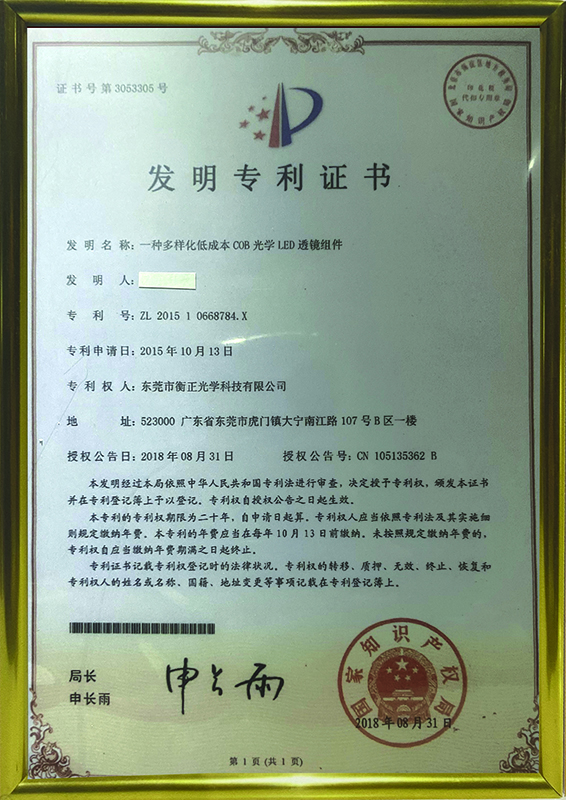 证书号第3053305号
发明专利证书
发明名称：一种多样化低成本COB光学LED透镜组件
发明人：
专利号：ZL 2015 1 0668784.X
专利申请日：2015年10月13日
专利权人：东莞市衡正光学科技有限公司
地址：523000 广东省东莞市虎门镇大宁南江路107号B区一楼
授权公告日：2018年08月31日 授权公告号：CN 105135362 B
本发明经过本局依照中华人民共和国专利法进行审查，决定授予专利权，颁发本证书
并在专利登记簿上予以登记。专利权自授权公告之日起生效。
本专利的专利权期限为二十年，自申请日起算。专利权人应当依照专利法及其实施细
则规定缴纳年费。本专利的年费应当在每年10月13日前缴纳。未按照规定缴纳年费的，
专利权自应当缴纳年费期满之日起终止。
专利证书记载专利权登记时的法律状况。专利权的转移、质押、无效、终止、恢复和
专利权人的姓名或名称、国籍、地址变更等事项记载在专利登记簿上。
局长
申长雨
申长雨
国家知识产权局
2018年08月31日
第1页（共1页）